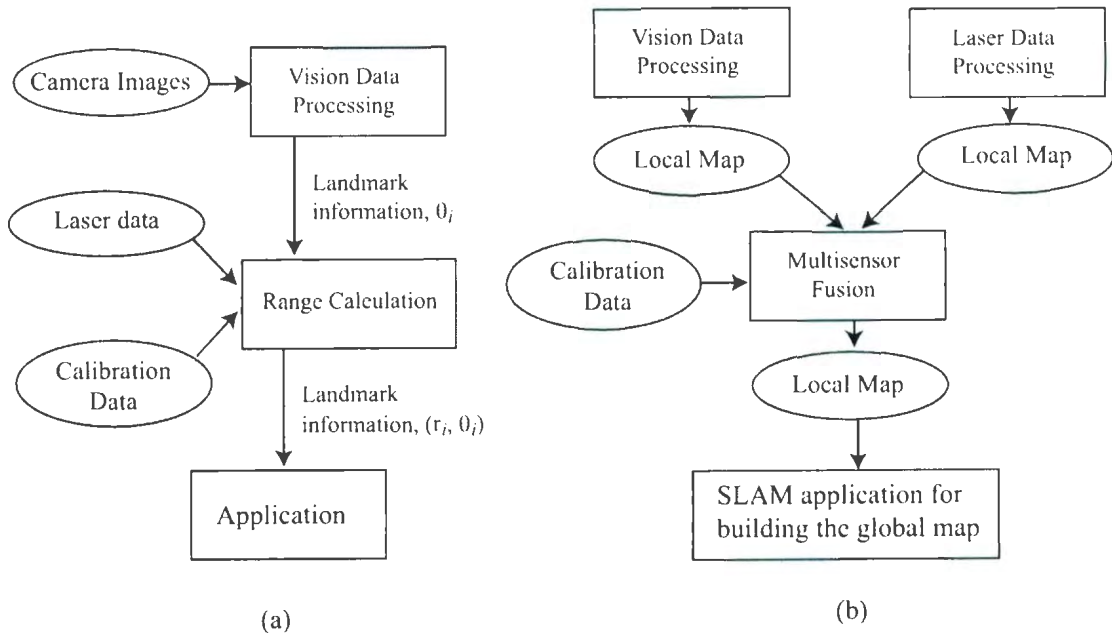 Camera Images
Vision Data
Processing
Landmark
information, θi
Laser data
Range Calculation
Calibration
Data
Landmark
information, (ri, θi)
Application
(a)
Vision Data
Processing
Laser Data
Processing
Local Map
Local Map
Calibration
Data
Multisensor
Fusion
Local Map
SLAM application for
building the global map
(b)